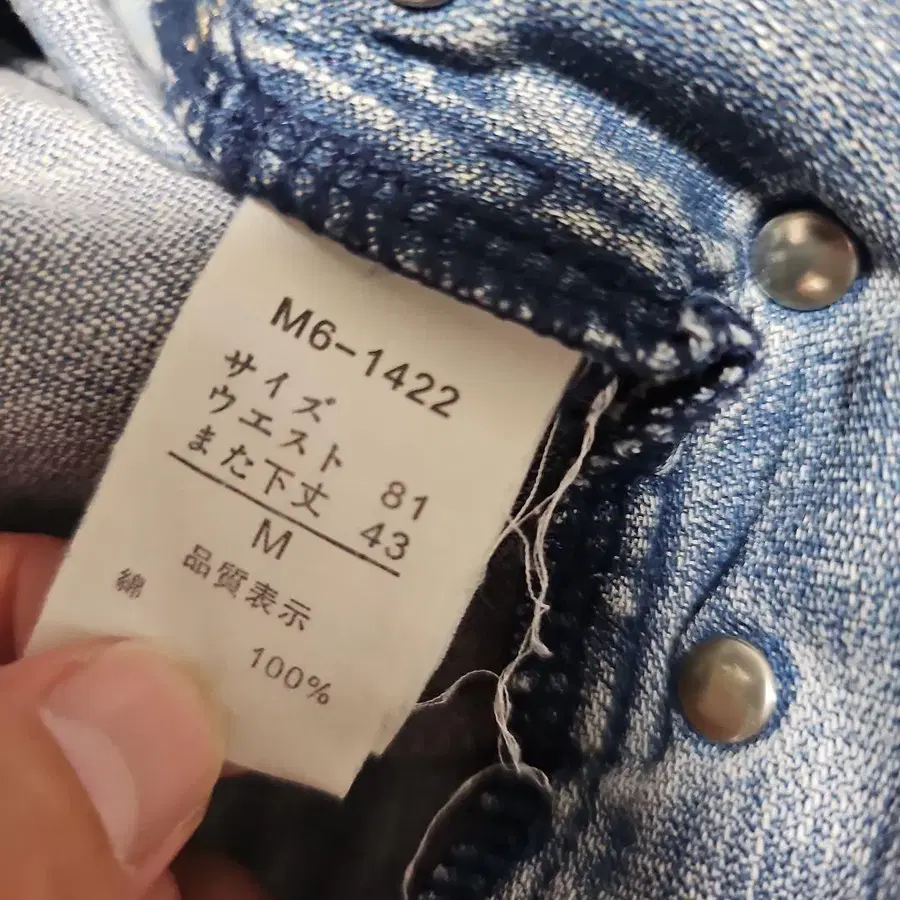 M6-1422
サイズ
ウエスト 81
また下丈 43
M
品質表示
綿 100%